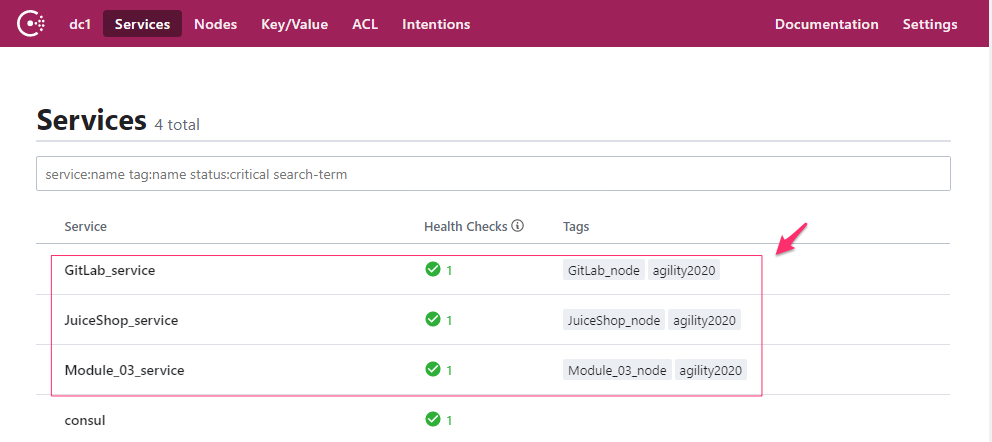 dc1 Services Nodes Key/Value ACL Intentions Documentation Settings
Services 4 total
service:name tag:name status:critical search-term
Service Health Checks Tags
GitLab_service 1 GitLab_node agility2020
JuiceShop_service 1 JuiceShop_node agility2020
Module_03_service 1 Module_03_node agility2020
consul 1